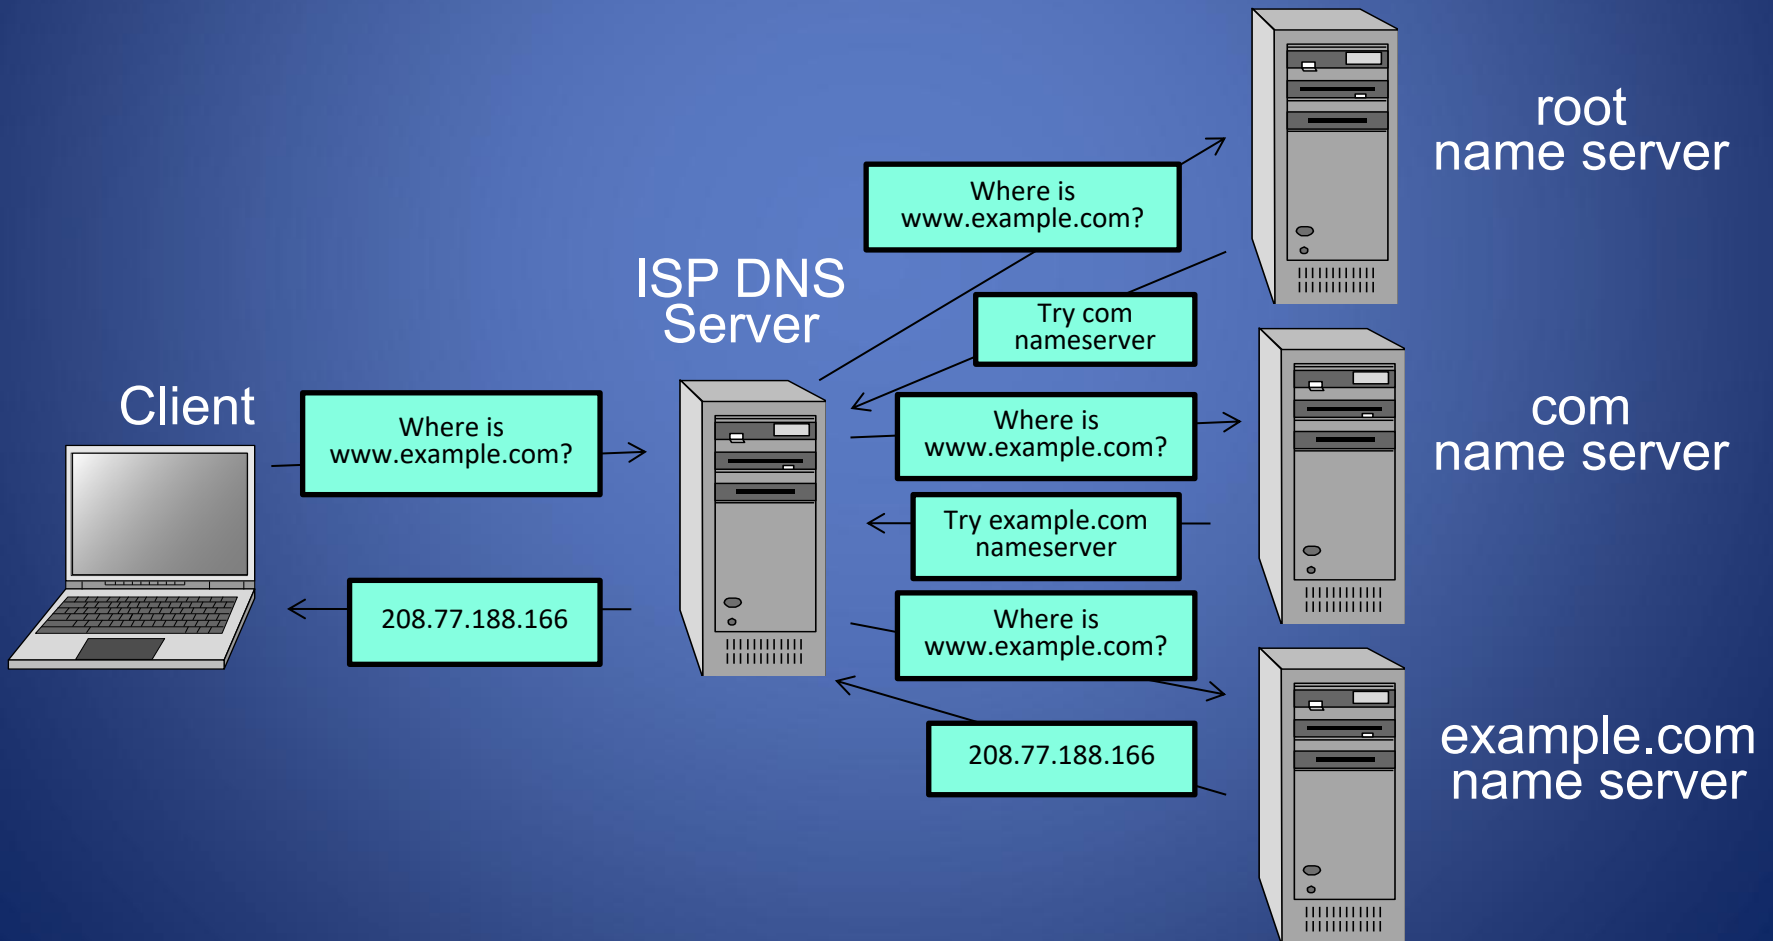 root
name server
Where is
www.example.com?
ISP DNS
Server
Try com
nameserver
Client
Where is
www.example.com?
Where is
www.example.com?
com
name server
Try example.com
nameserver
208.77.188.166
Where is
www.example.com?
208.77.188.166
example.com
name server